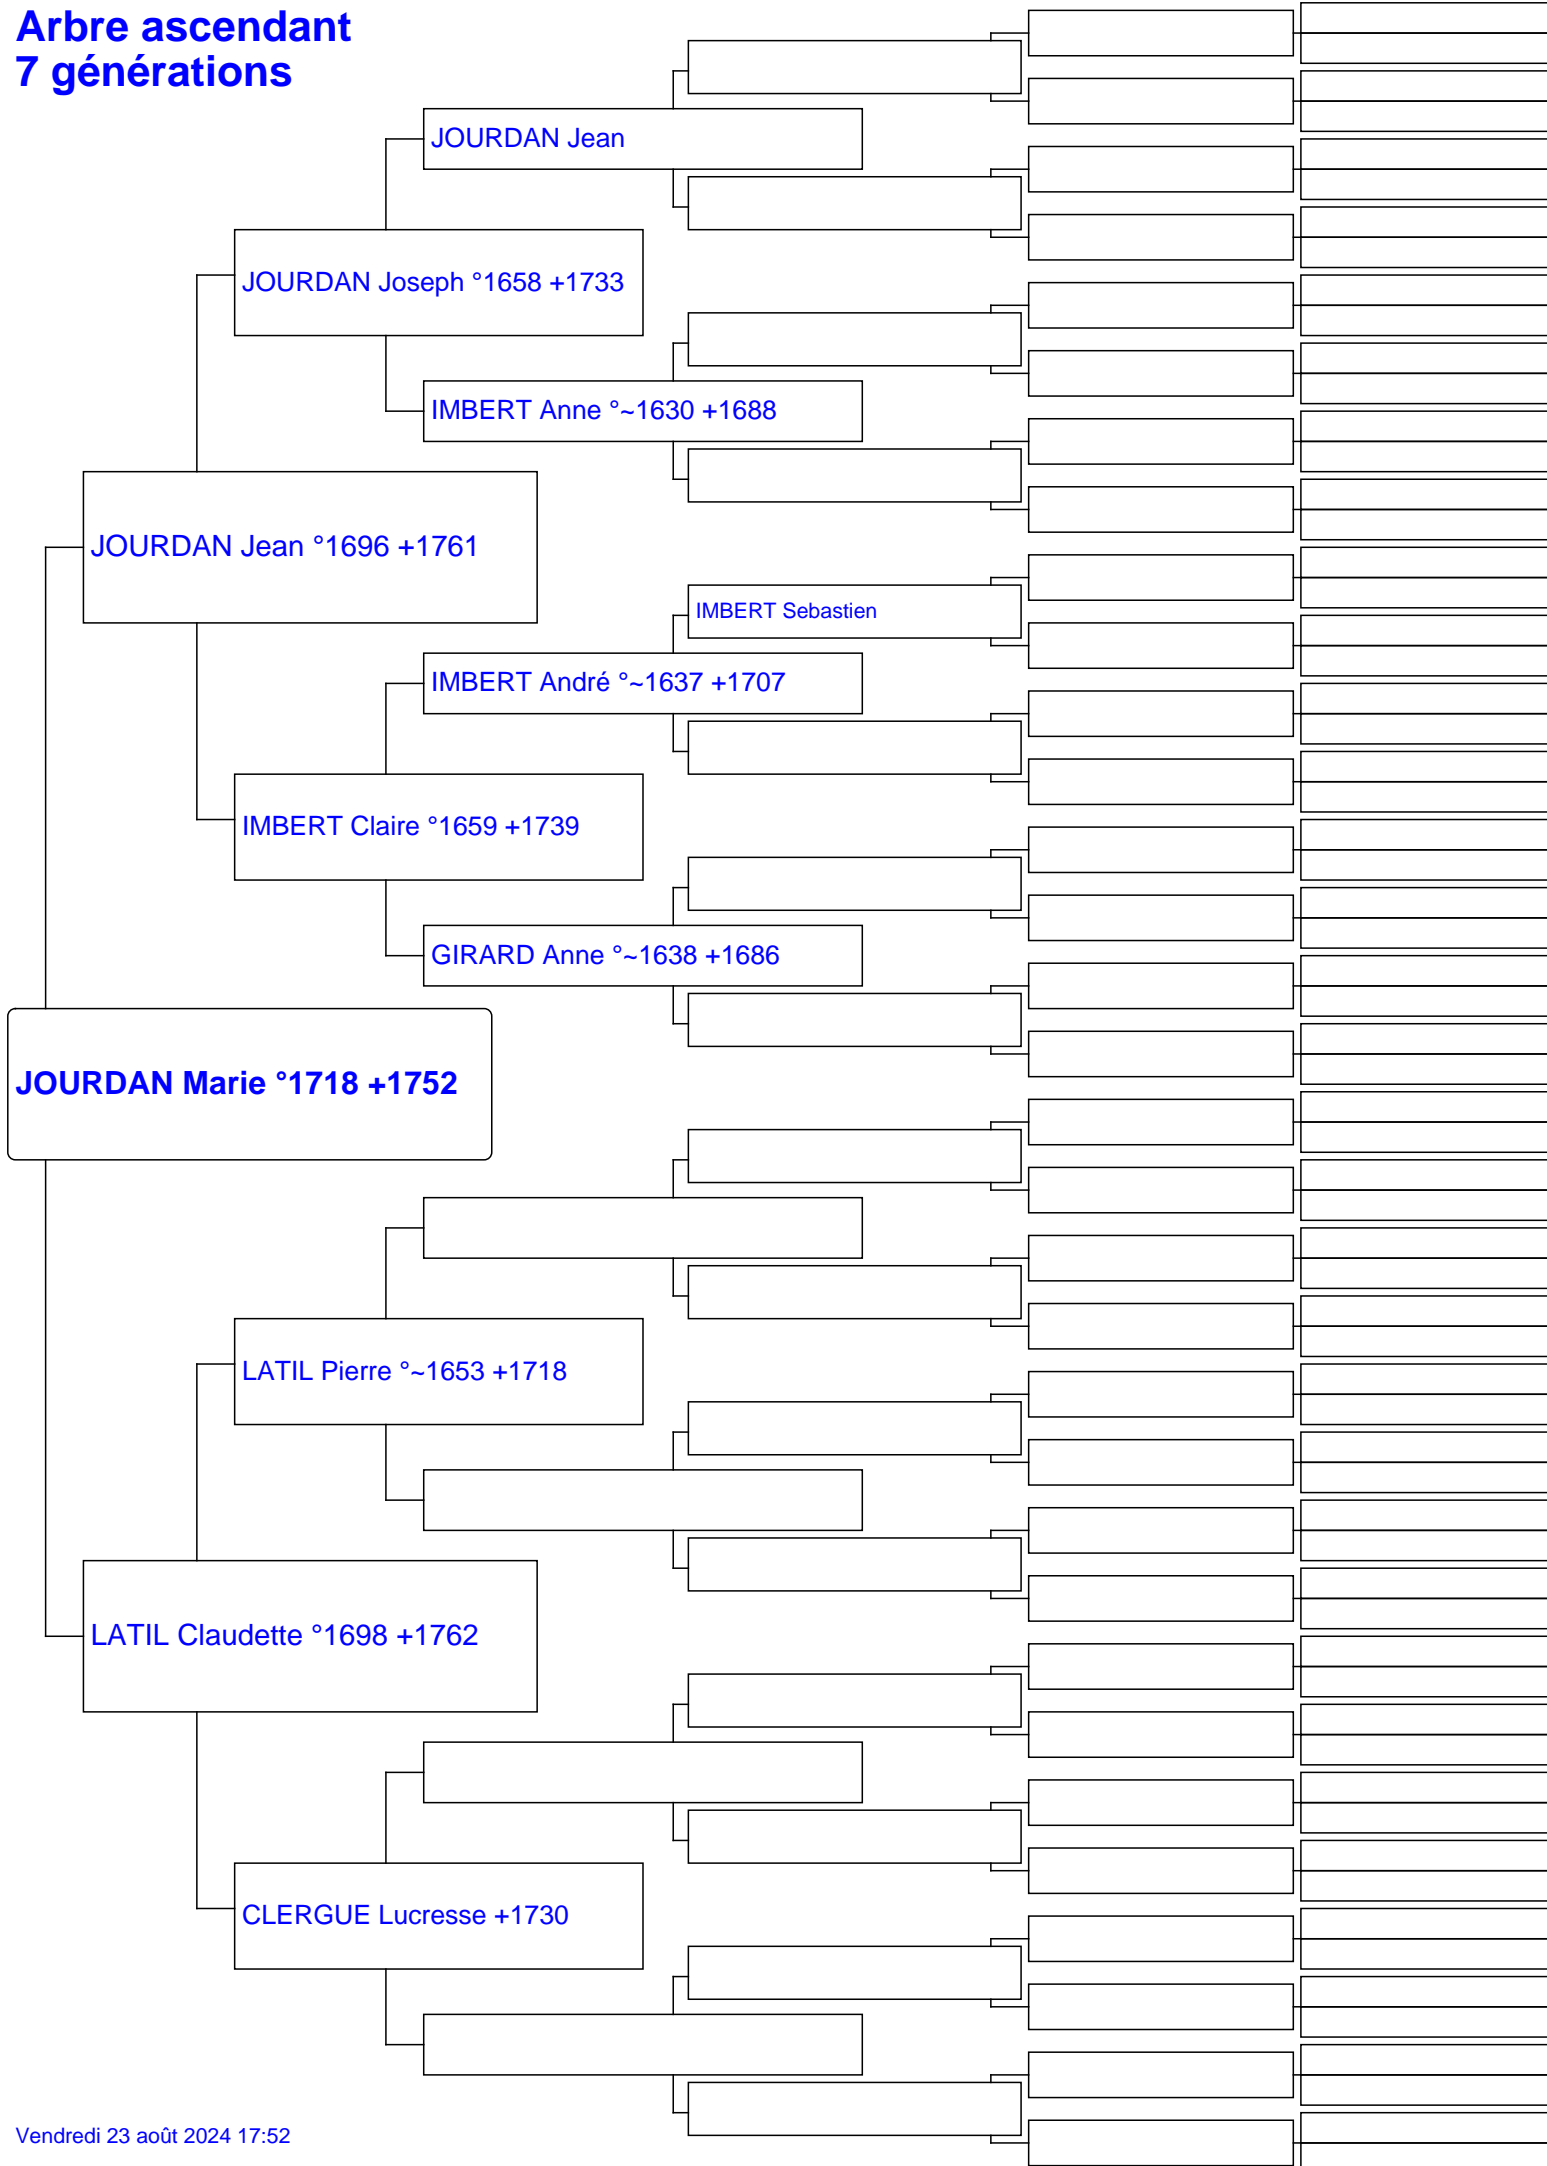 Arbre ascendant
7 générations
JOURDAN Jean
JOURDAN Joseph °1658 +1733
IMBERT Anne °~1630 +1688
JOURDAN Jean °1696 +1761
IMBERT Sebastien
IMBERT André °~1637 +1707
IMBERT Claire °1659 +1739
GIRARD Anne °~1638 +1686
JOURDAN Marie °1718 +1752
LATIL Pierre °~1653 +1718
LATIL Claudette °1698 +1762
CLERGUE Lucresse +1730
Vendredi 23 août 2024 17:52